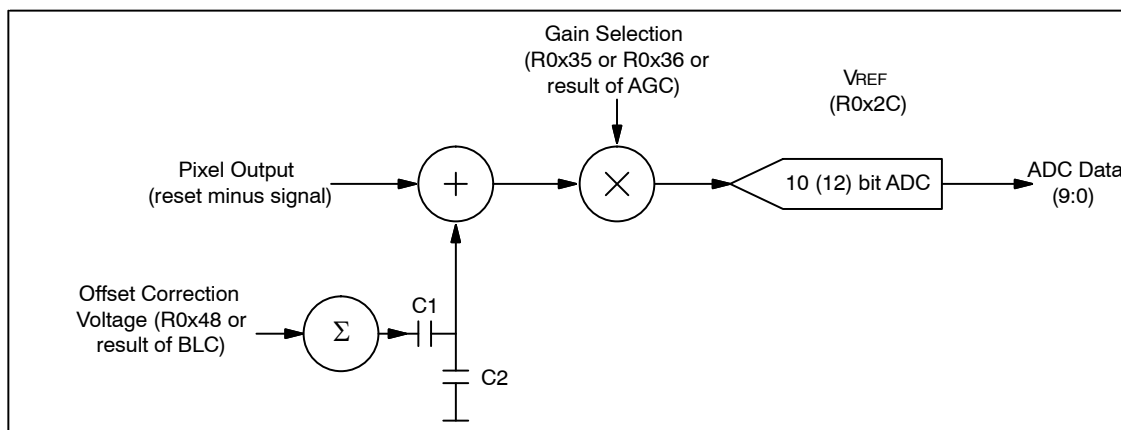 Gain Selection
(R0x35 or R0x36 or
result of AGC)
VREF
(R0x2C)
Pixel Output
(reset minus signal)
+
×
10 (12) bit ADC
ADC Data
(9:0)
Offset Correction
Voltage (R0x48 or
result of BLC)
Σ
C1
C2